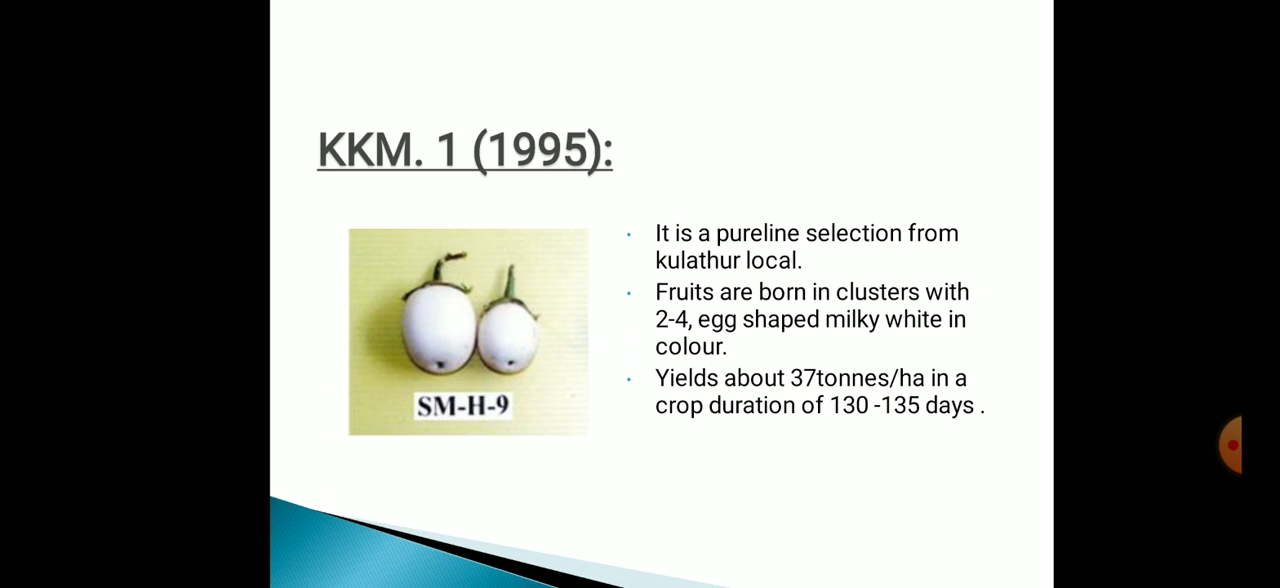 KKM. 1 (1995):
It is a pureline selection from
kulathur local.
Fruits are born in clusters with
2-4, egg shaped milky white in
colour.
Yields about 37tonnes/ha in a
crop duration of 130 -135 days .
SM-H-9